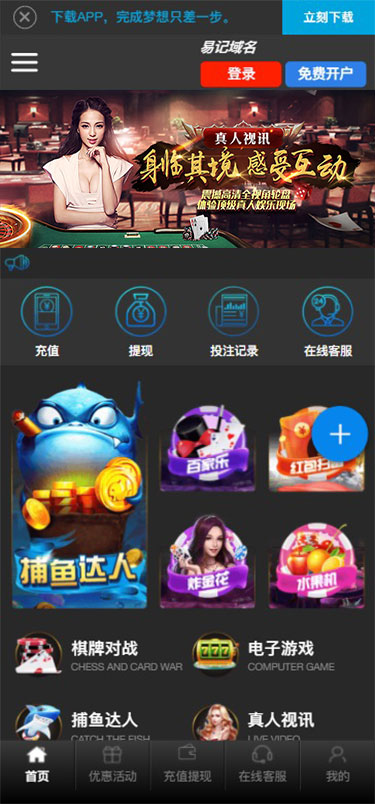 下载APP，完成梦想只差一步。
立刻下载
易记域名
登录
免费开户
真人视讯
身临其境 感受互动
震撼高清全视角轮盘
体验顶级真人娱乐现场
充值
提现
投注记录
24
在线客服
百家乐
红包扫
捕鱼达人
炸金花
水果机
棋牌对战
CHESS AND CARD WAR
777
电子游戏
COMPUTER GAME
捕鱼达人
CATCH THE FISH
真人视讯
LIVE VIDEO
首页
优惠活动
充值提现
在线客服
我的